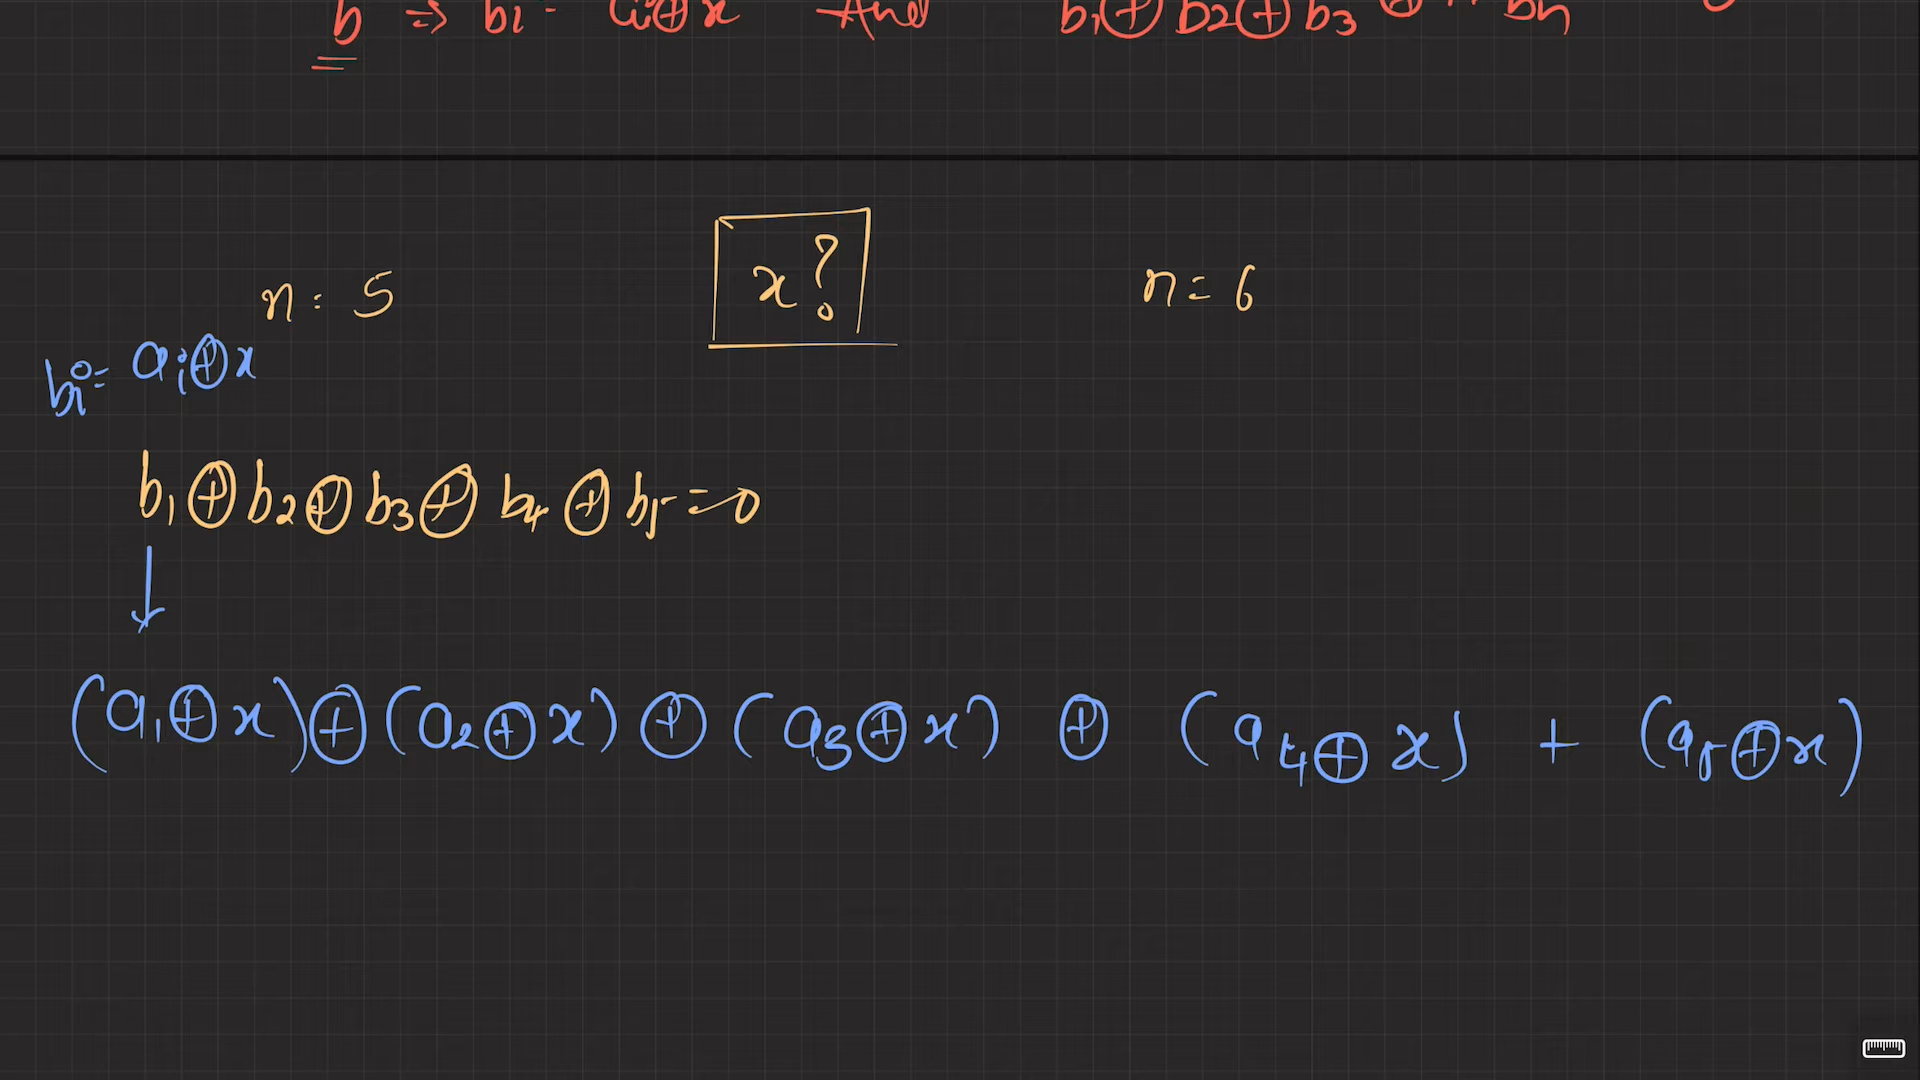 b => bi = ai⊕x And b1⊕b2⊕b3⊕ bn
n = 5
x?
n = 6
bi = ai⊕x
b1⊕b2⊕b3⊕b4⊕b5=0
(a1⊕x)⊕(a2⊕x)⊕(a3⊕x)⊕(a4⊕x)+(a5⊕x)